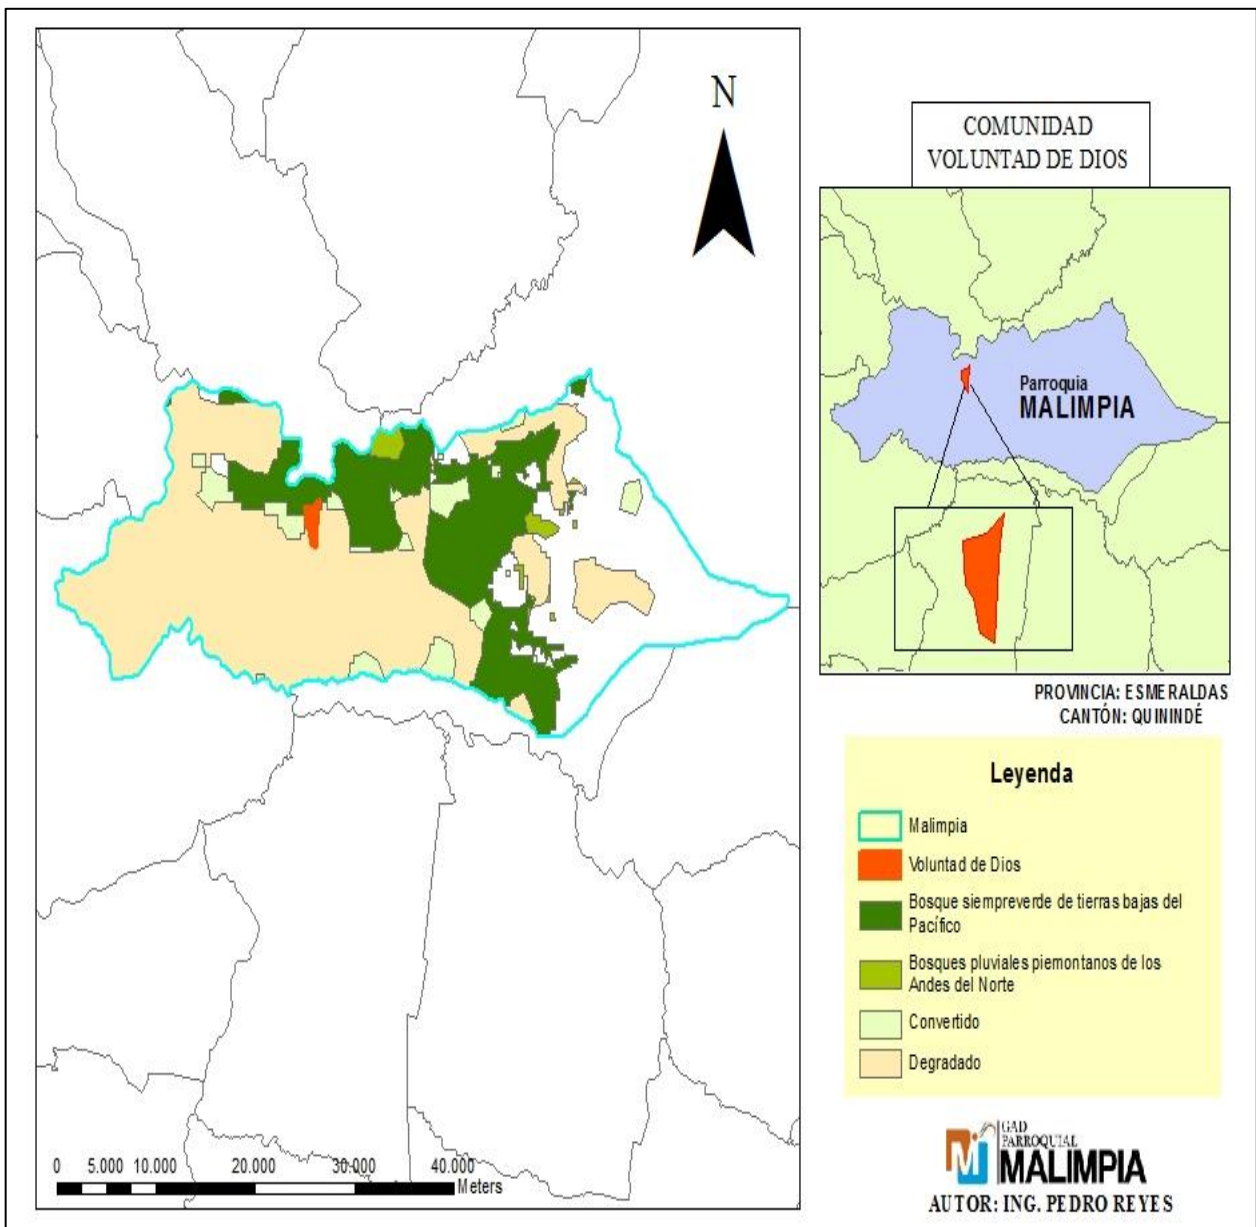 N
COMUNIDAD
VOLUNTAD DE DIOS
Parroquia
MALIMPIA
PROVINCIA: ESMERALDAS
CANTÓN: QUININDÉ
Leyenda
Malimpia
Voluntad de Dios
Bosque siempreverde de tierras bajas del
Pacífico
Bosques pluviales piemontanos de los
Andes del Norte
Convertido
Degradado
0 5.000 10.000 20.000 30.000 40.000
Meters
GAD
PARROQUIAL
MALIMPIA
AUTOR: ING. PEDRO REYES